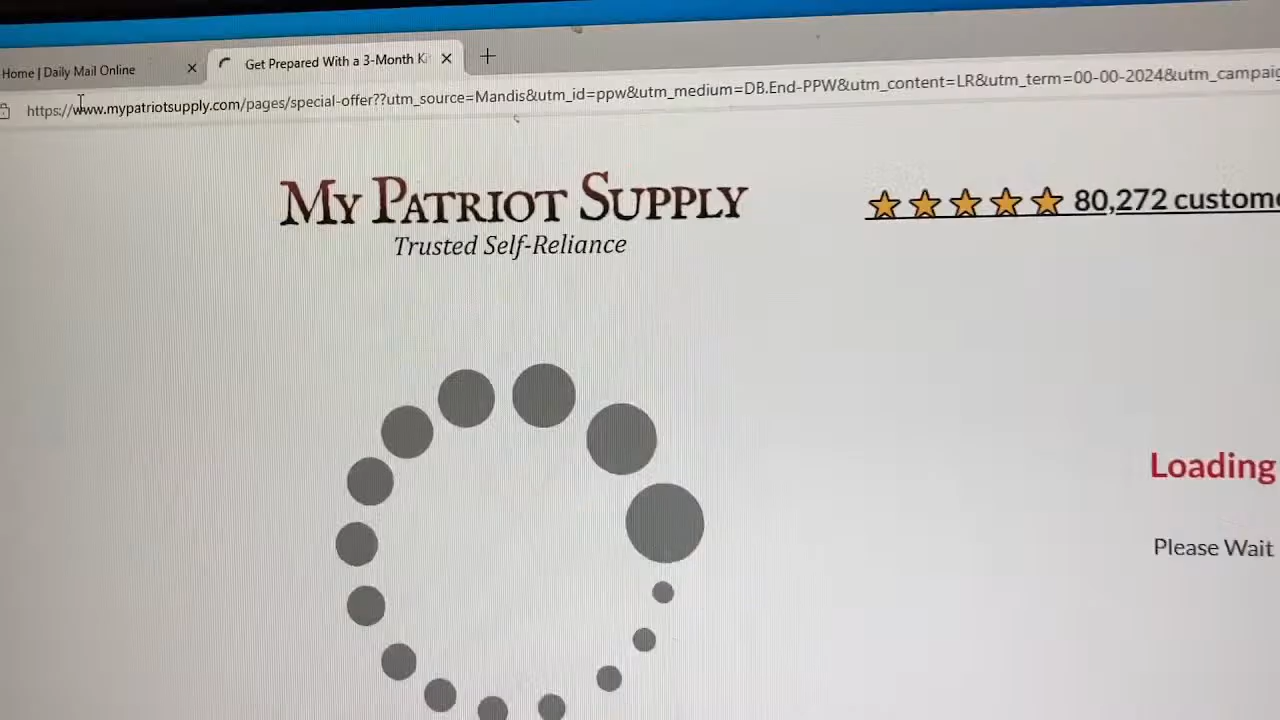 Home | Daily Mail Online
Get Prepared With a 3-Month
https://www.mypatriotsupply.com/pages/special-offer??utm_source=Mandis&utm_id=ppw&utm_medium=DB.End-PPW&utm_content=LR&utm_term=00-00-2024&utm_campaig
MY PATRIOT SUPPLY
Trusted Self-Reliance
80,272 custom
Loading
Please Wait